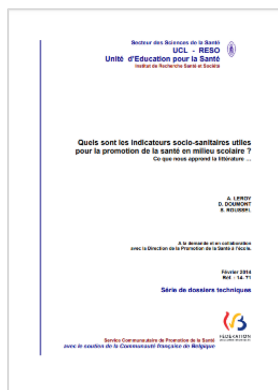 Secteur des Sciences de la Santé
UCL - RESO
Unité d'Education pour la Santé
Institut de Recherche Santé et Société
Quels sont les indicateurs socio-sanitaires utiles
pour la promotion de la santé en milieu scolaire ?
Ce que nous apprend la littérature ...
A. LEROY
D. DOUMONT
S. ROUSSEL
A la demande et en collaboration
avec la Direction de la Promotion de la Santé à l'école.
Février 2014
Réf. : 14. 71
Série de dossiers techniques
FÉDÉRATION
Service Communautaire de Promotion de la Santé
avec le soutien de la Communauté française de Belgique